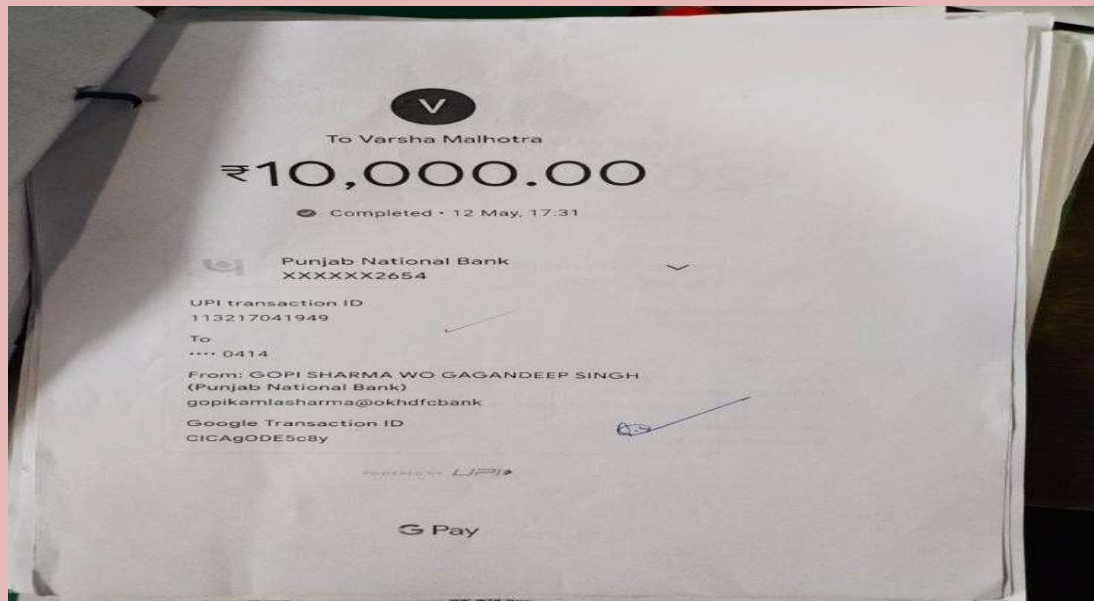 V
To Varsha Malhotra
₹10,000.00
Completed • 12 May, 17:31
Punjab National Bank
XXXXXX2654
UPI transaction ID
113217041949
To
•••• 0414
From: GOPI SHARMA WO GAGANDEEP SINGH
(Punjab National Bank)
gopikamlasharma@okhdfcbank
Google Transaction ID
CICAgODE5c8y
POWERED BY UPI
G Pay